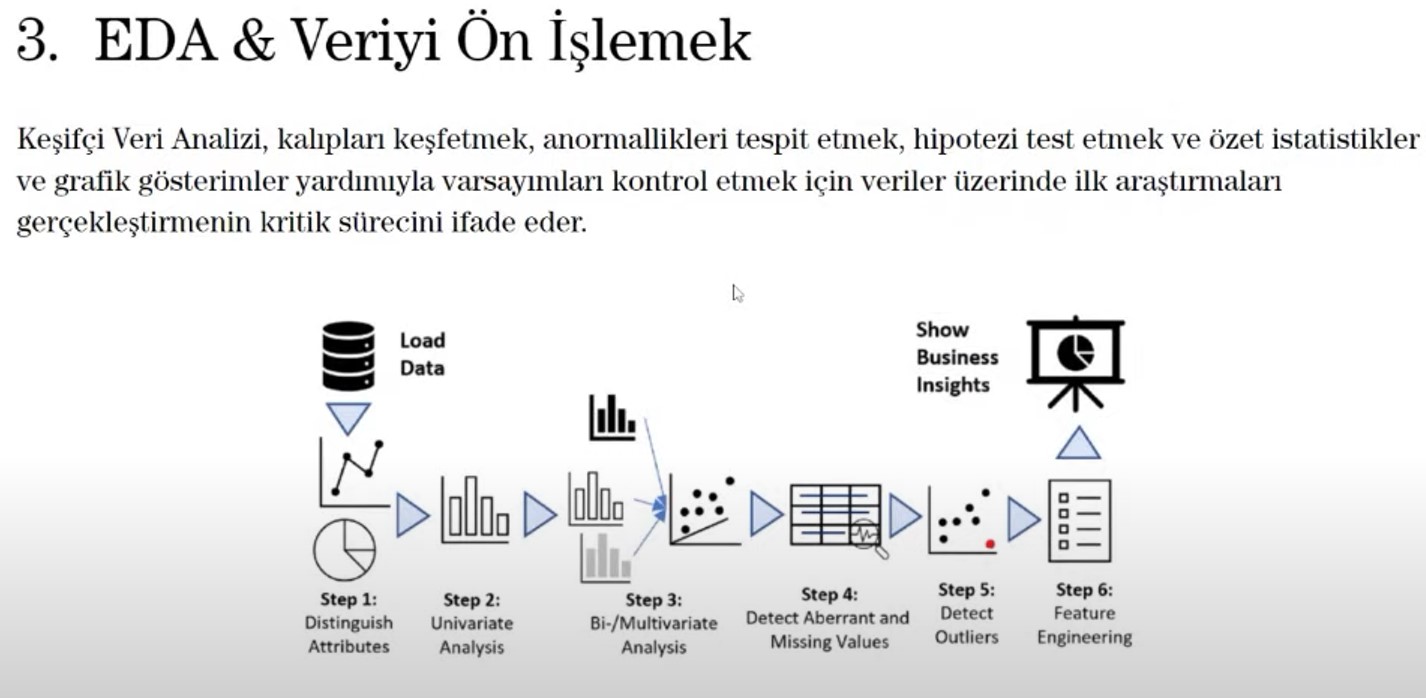 3. EDA & Veriyi Ön İşlemek
Keşifçi Veri Analizi, kalıpları keşfetmek, anormallikleri tespit etmek, hipotezi test etmek ve özet istatistikler
ve grafik gösterimler yardımıyla varsayımları kontrol etmek için veriler üzerinde ilk araştırmaları
gerçekleştirmenin kritik sürecini ifade eder.
Load
Data
Show
Business
Insights
Step 1:
Distinguish
Attributes
Step 2:
Univariate
Analysis
Step 3:
Bi-/Multivariate
Analysis
Step 4:
Detect Aberrant and
Missing Values
Step 5:
Detect
Outliers
Step 6:
Feature
Engineering